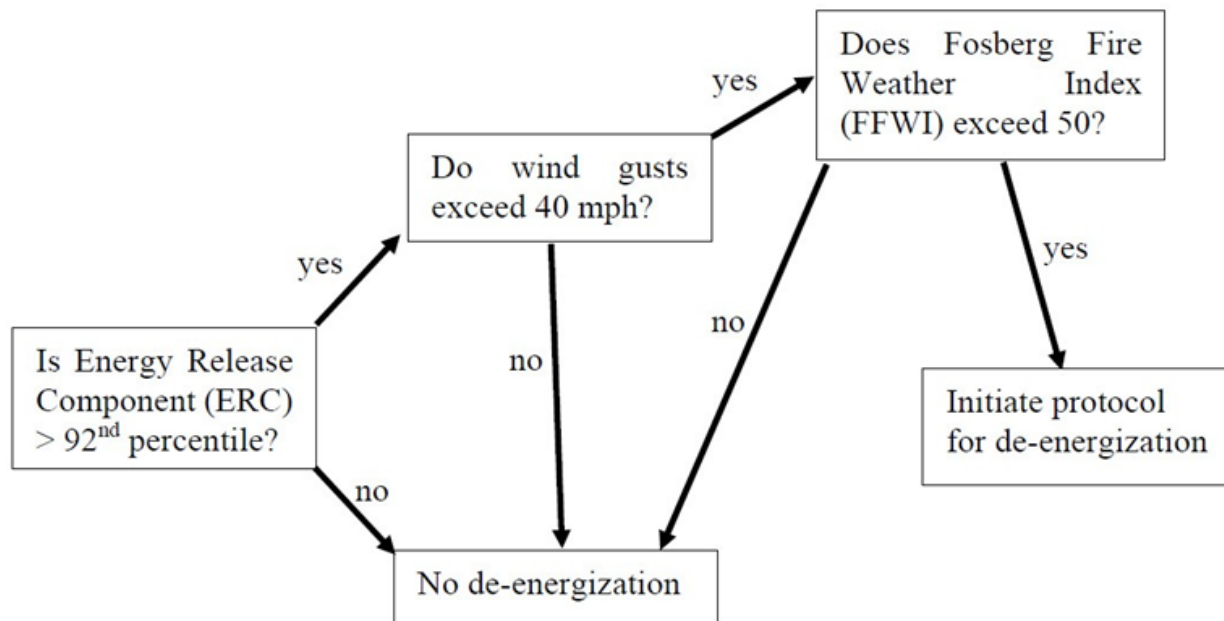 Is Energy Release
Component (ERC)
> 92nd percentile?
yes
no
Do wind gusts
exceed 40 mph?
yes
no
Does Fosberg Fire
Weather Index
(FFWI) exceed 50?
no
yes
Initiate protocol
for de-energization
No de-energization